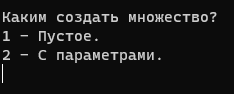 Каким создать множество?
1 - Пустое.
2 - С параметрами.